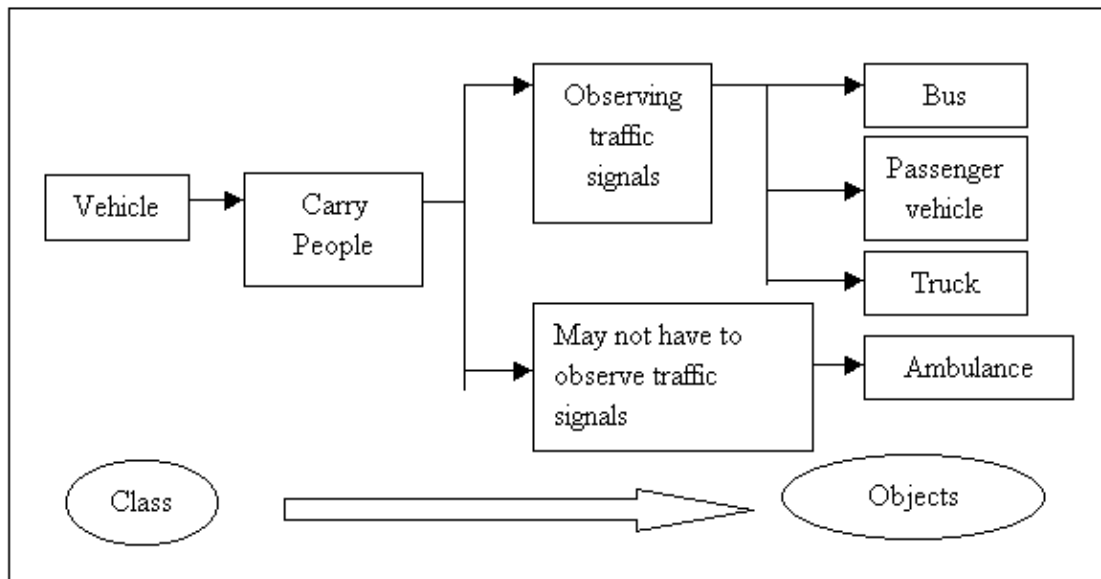 Vehicle
Carry
People
Observing
traffic
signals
May not have to
observe traffic
signals
Bus
Passenger
vehicle
Truck
Ambulance
Class
Objects